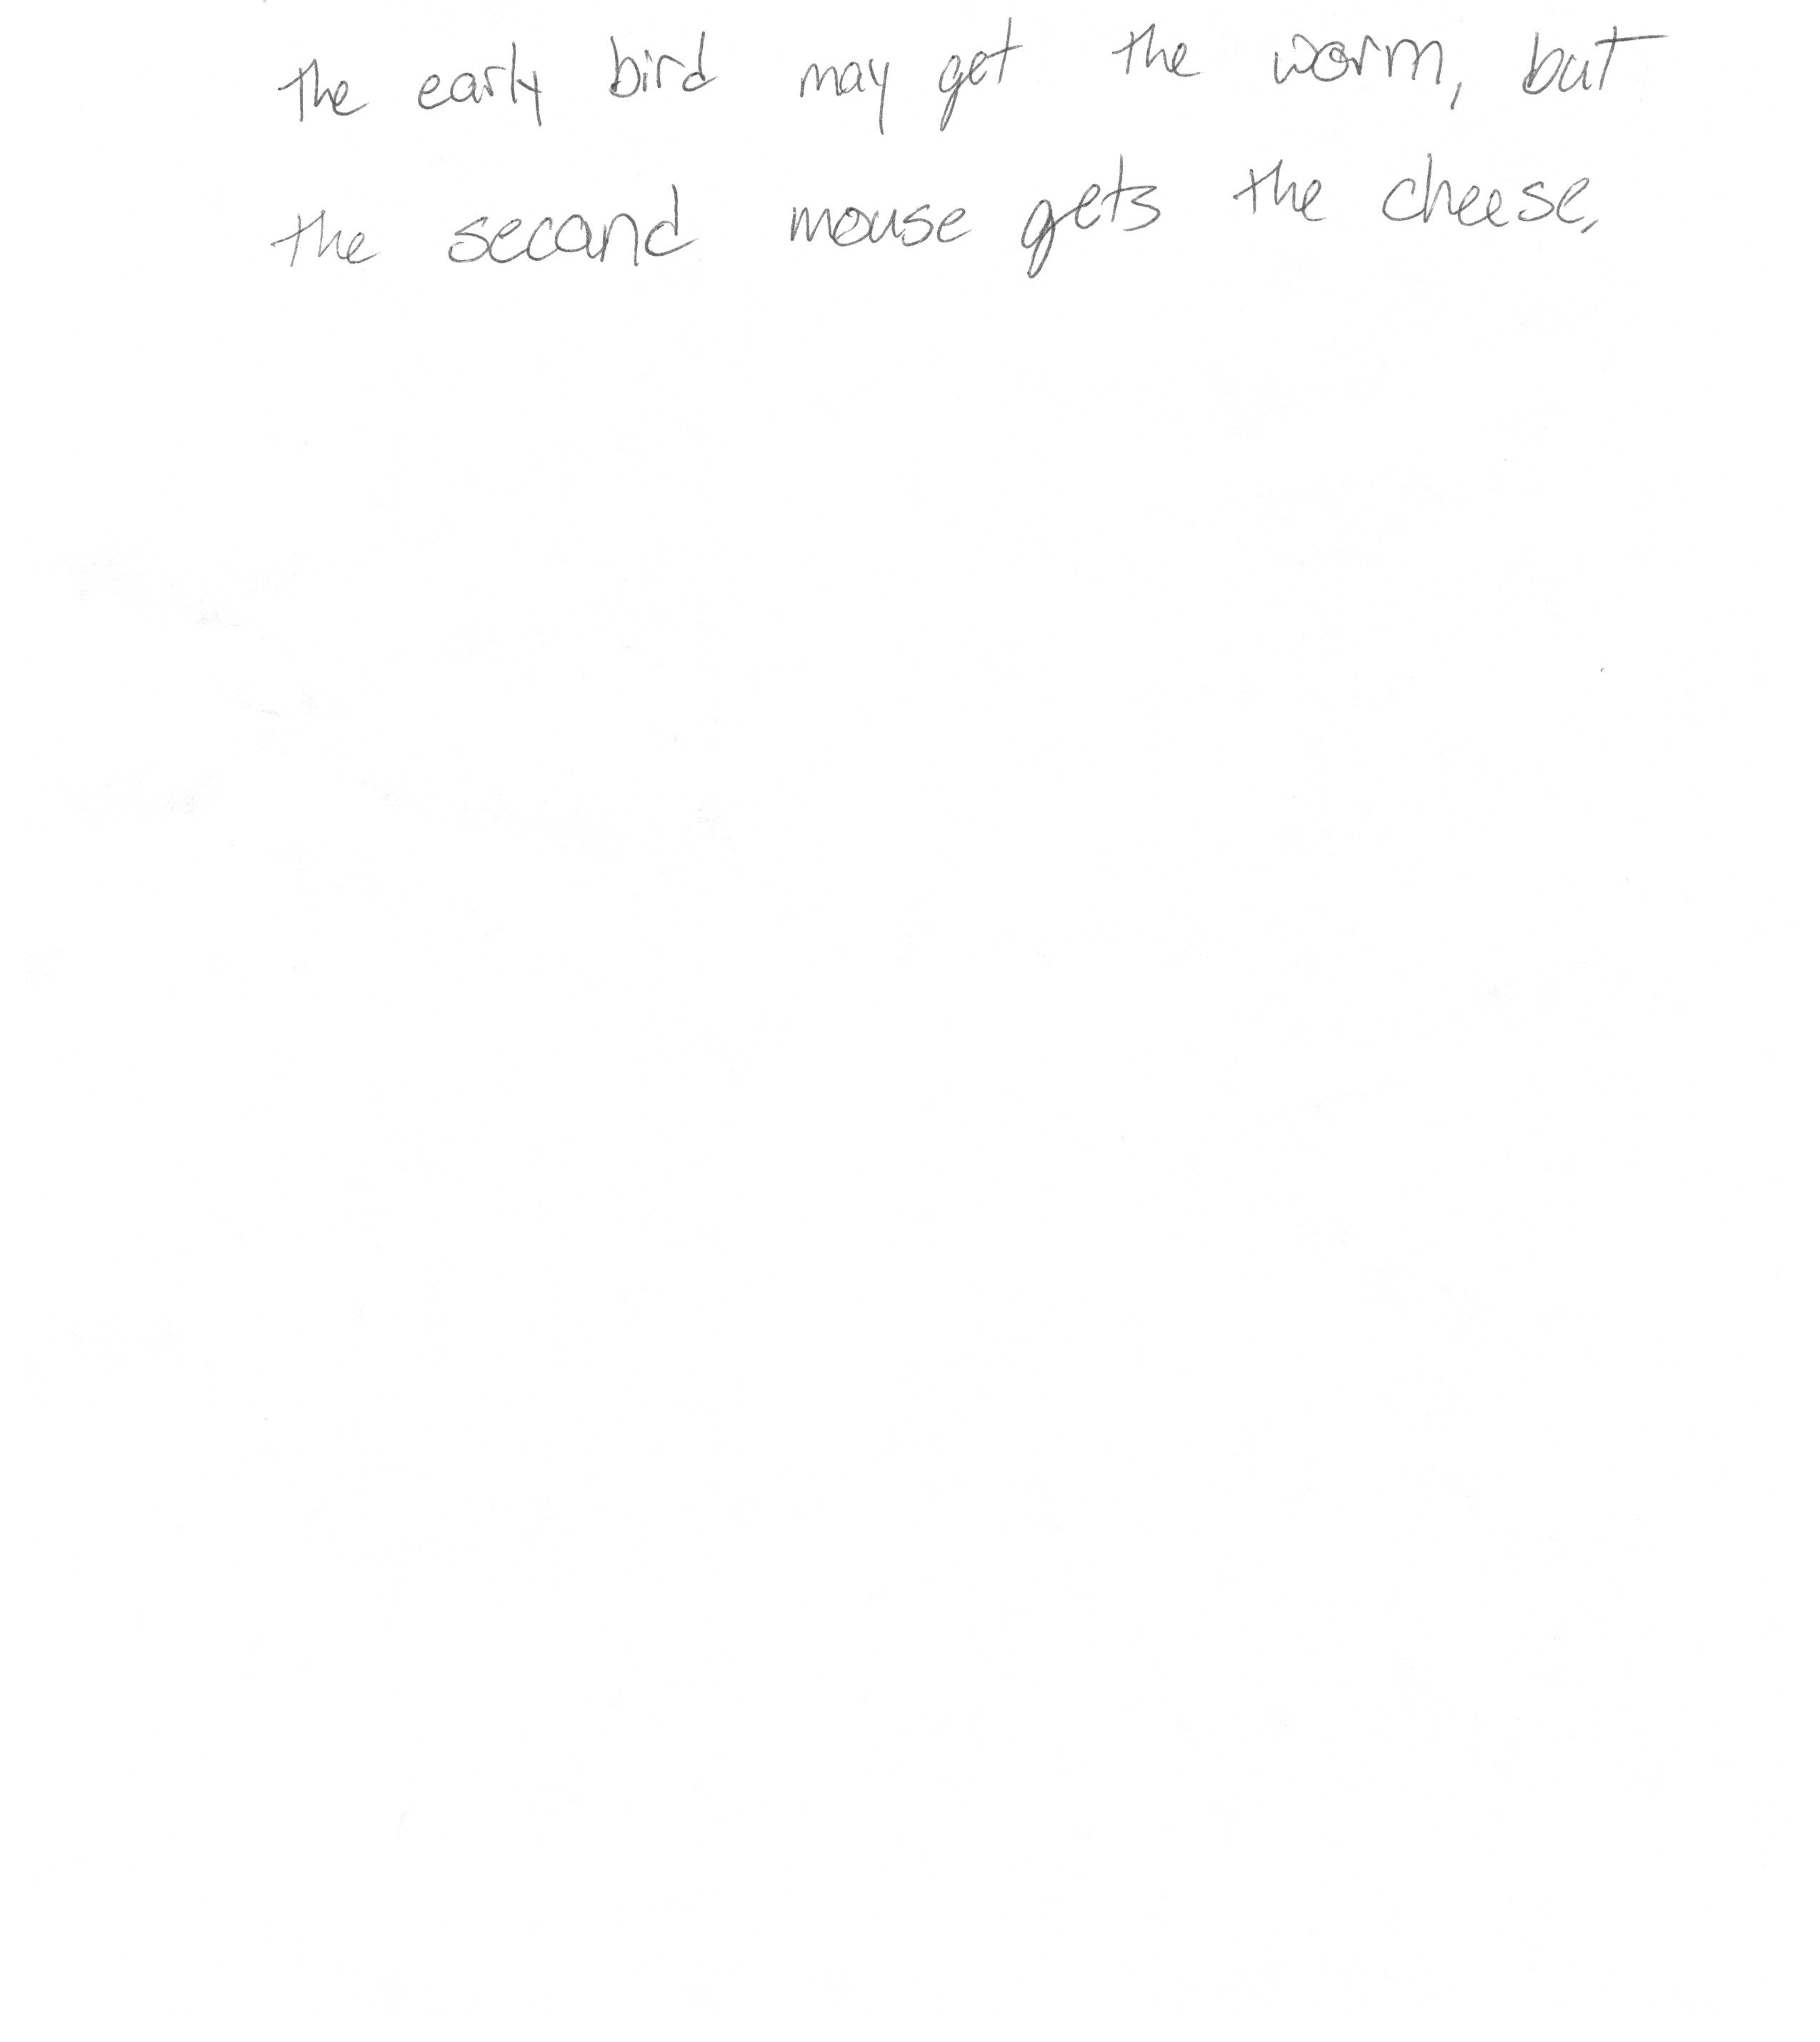 the early bird may get the worm, but
the second mouse gets the cheese.